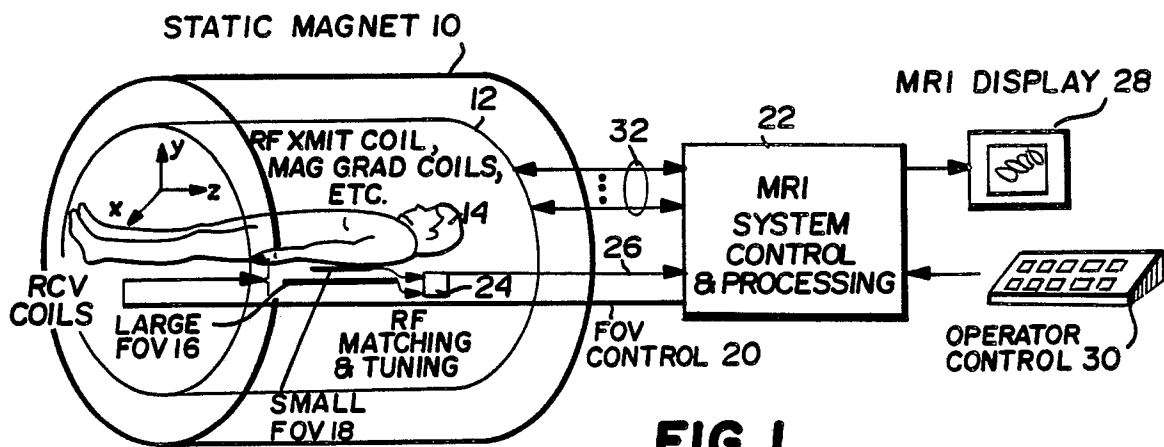 STATIC MAGNET 10
MRI DISPLAY 28
12
RF XMIT COIL,
MAG GRAD COILS,
ETC.
32
22
y
z
x
14
MRI
SYSTEM
CONTROL
& PROCESSING
26
24
RCV
COILS
LARGE
FOV 16
RF
MATCHING
& TUNING
FOV
CONTROL 20
OPERATOR
CONTROL 30
SMALL
FOV 18
FIG. 1